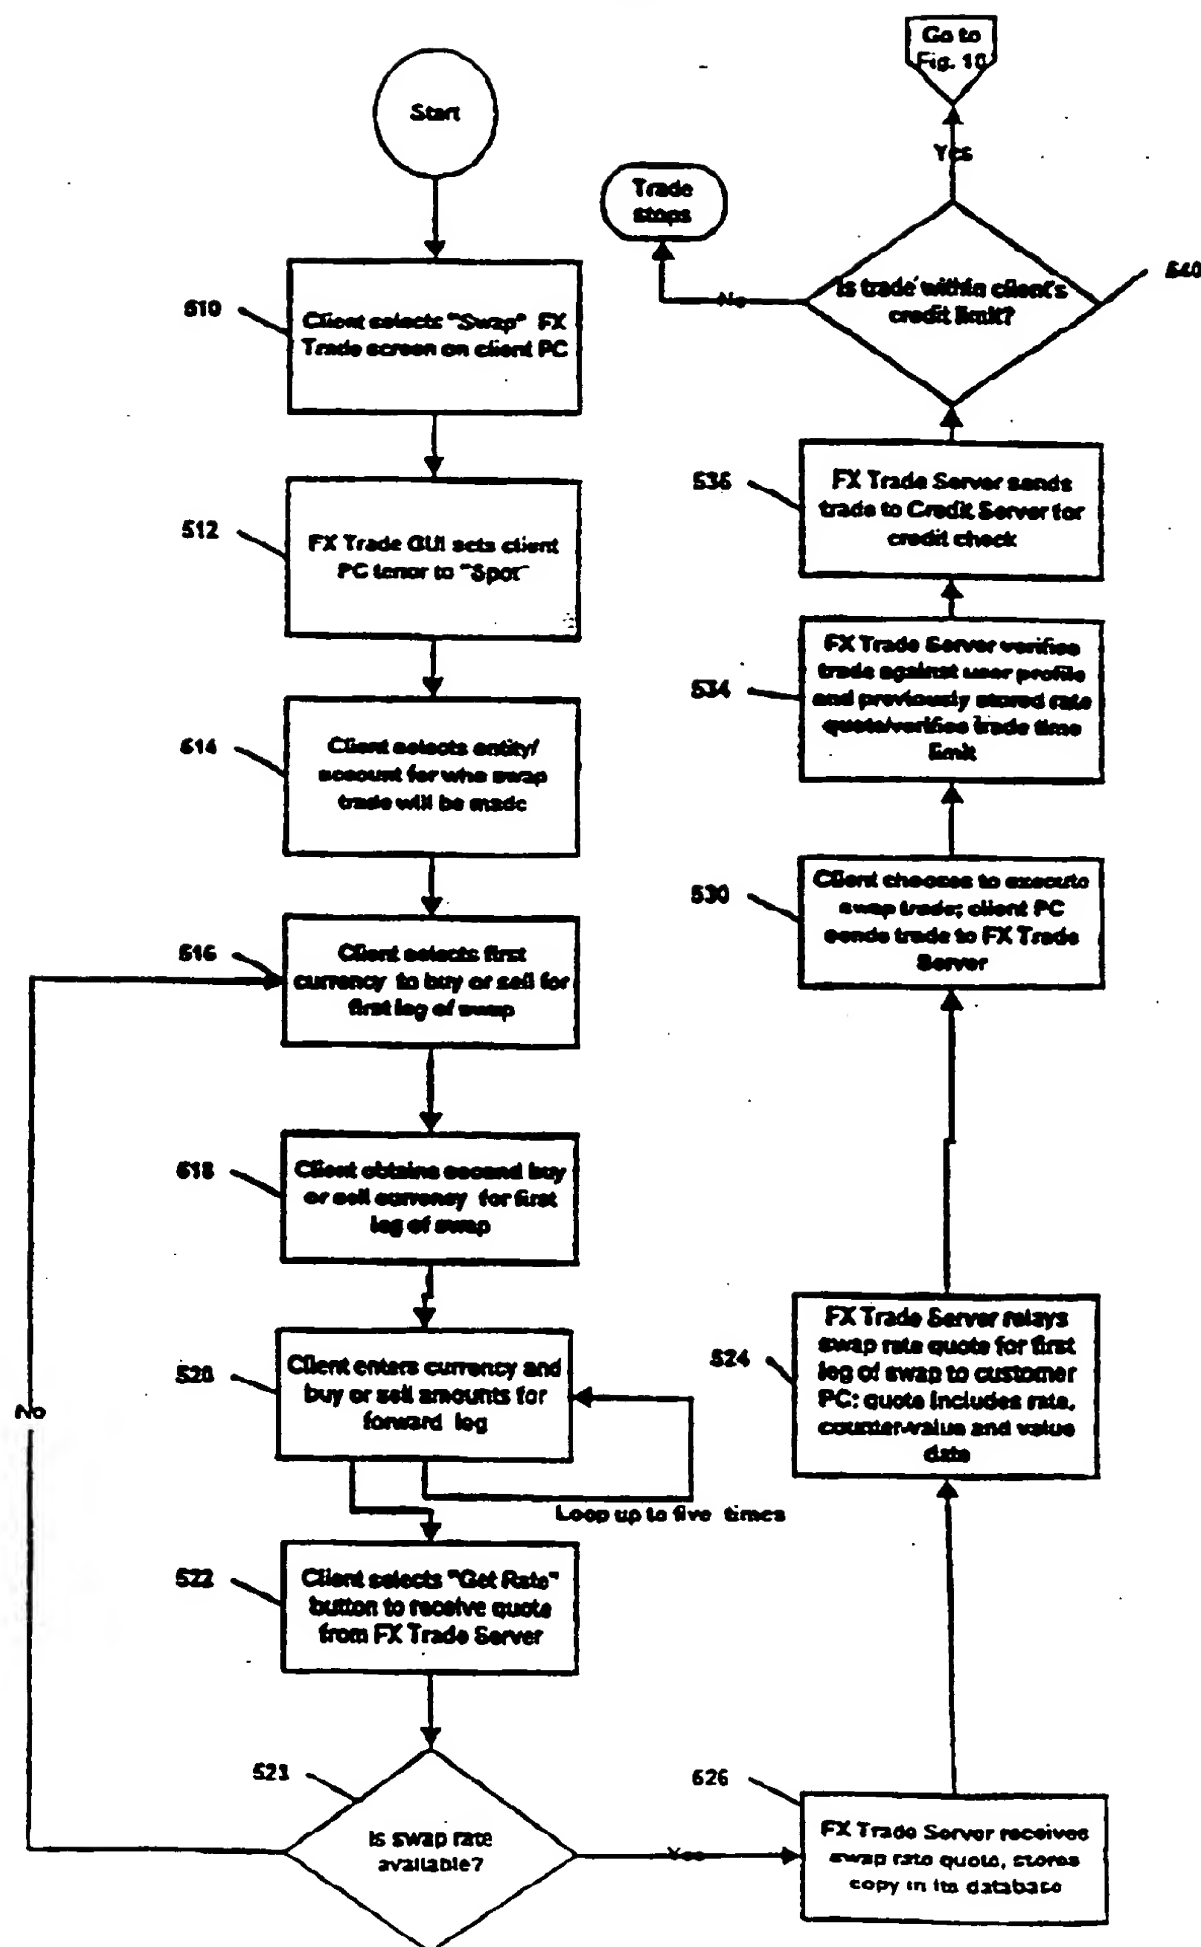 Start
510
Client selects "Swap" FX
Trade screen on client PC
512
FX Trade GUI sets client
PC tenor to "Spot"
514
Client selects entity/
account for who swap
trade will be made
516
Client selects first
currency to buy or sell for
first leg of swap
518
Client obtains second buy
or sell currency for first
leg of swap
520
Client enters currency and
buy or sell amounts for
forward leg
Loop up to five times
522
Client selects "Get Rate"
button to receive quote
from FX Trade Server
523
Is swap rate
available?
No
Yes
526
FX Trade Server receives
swap rate quote, stores
copy in its database
524
FX Trade Server relays
swap rate quote for first
leg of swap to customer
PC: quote includes rate,
counter-value and value
date
530
Client chooses to execute
swap trade; client PC
sends trade to FX Trade
Server
534
FX Trade Server verifies
trade against user profile
and previously stored rate
quote/verifies trade time
limit
536
FX Trade Server sends
trade to Credit Server for
credit check
540
Is trade within client's
credit limit?
No
Trade
stops
Yes
Go to
Fig. 10